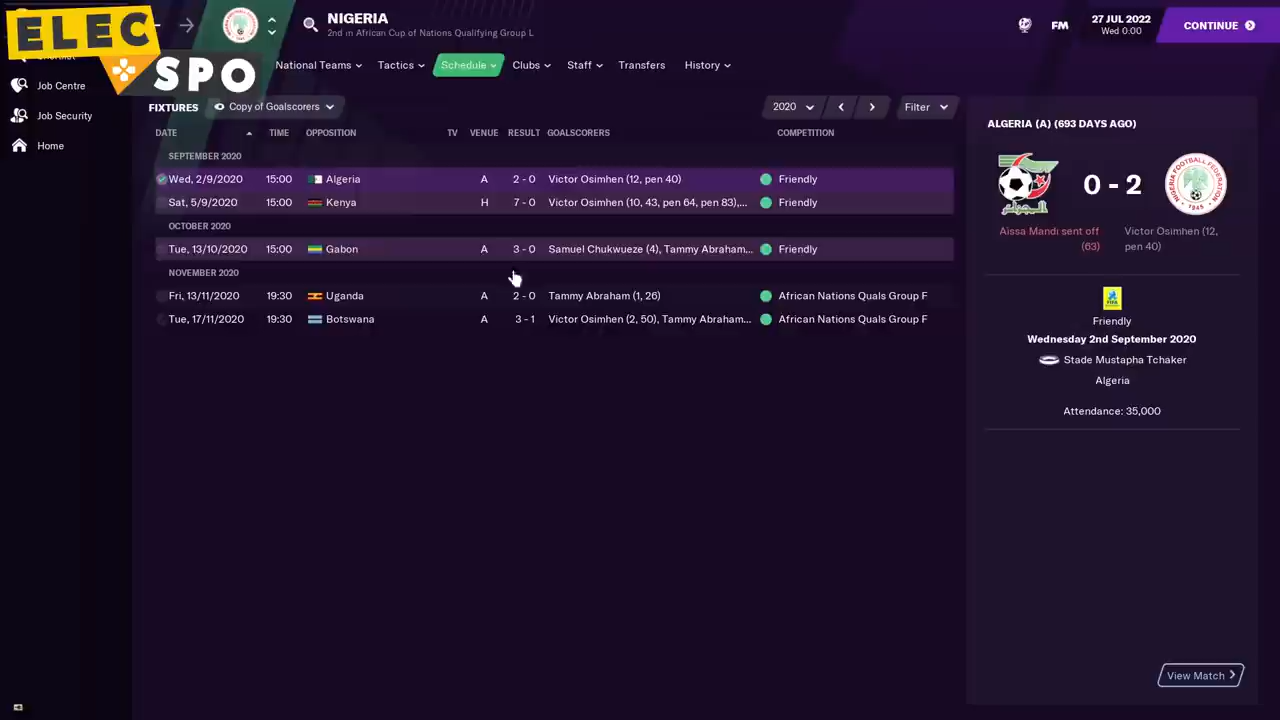 ELEC
SPO
NIGERIA
2nd in African Cup of Nations Qualifying Group L
FM
27 JUL 2022
Wed 0:00
CONTINUE
National Teams
Tactics
Schedule
Clubs
Staff
Transfers
History
Job Centre
Job Security
Home
FIXTURES
Copy of Goalscorers
2020
Filter
DATE TIME OPPOSITION TV VENUE RESULT GOALSCORERS COMPETITION
SEPTEMBER 2020
Wed, 2/9/2020 15:00 Algeria A 2 - 0 Victor Osimhen (12, pen 40) Friendly
Sat, 5/9/2020 15:00 Kenya H 7 - 0 Victor Osimhen (10, 43, pen 64, pen 83),... Friendly
OCTOBER 2020
Tue, 13/10/2020 15:00 Gabon A 3 - 0 Samuel Chukwueze (4), Tammy Abraham... Friendly
NOVEMBER 2020
Fri, 13/11/2020 19:30 Uganda A 2 - 0 Tammy Abraham (1, 26) African Nations Quals Group F
Tue, 17/11/2020 19:30 Botswana A 3 - 1 Victor Osimhen (2, 50), Tammy Abraham... African Nations Quals Group F
ALGERIA (A) (693 DAYS AGO)
0 - 2
Aïssa Mandi sent off
(63)
Victor Osimhen (12,
pen 40)
Friendly
Wednesday 2nd September 2020
Stade Mustapha Tchaker
Algeria
Attendance: 35,000
View Match